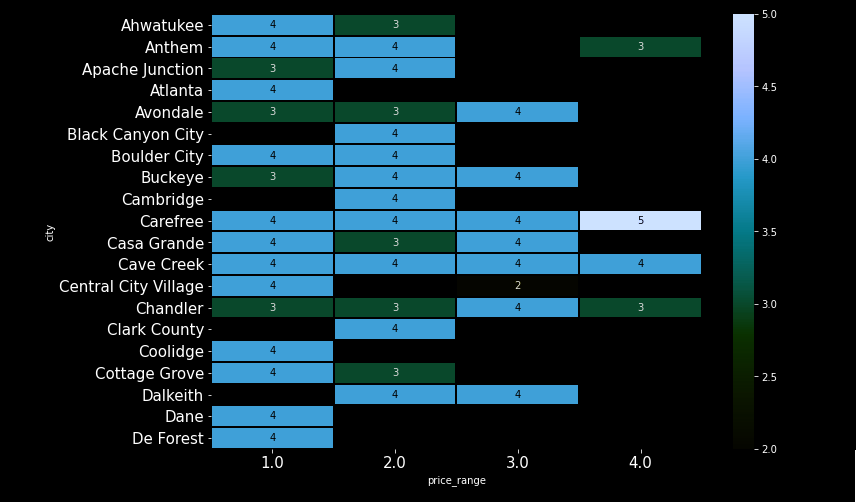 city
Ahwatukee 4 3
Anthem 4 4 3
Apache Junction 3 4
Atlanta 4
Avondale 3 3 4
Black Canyon City 4
Boulder City 4 4
Buckeye 3 4 4
Cambridge 4
Carefree 4 4 4 5
Casa Grande 4 3 4
Cave Creek 4 4 4 4
Central City Village 4 2
Chandler 3 3 4 3
Clark County 4
Coolidge 4
Cottage Grove 4 3
Dalkeith 4 4
Dane 4
De Forest 4
1.0 2.0 3.0 4.0
price_range
5.0
4.5
4.0
3.5
3.0
2.5
2.0